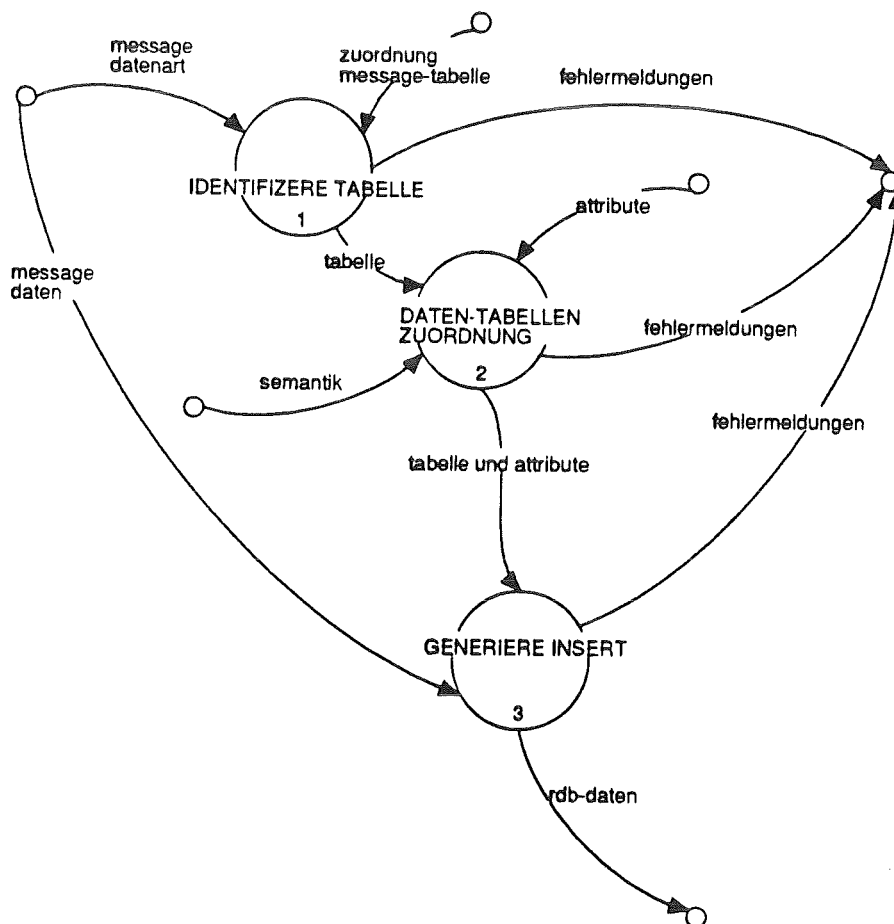 message
datenart
zuordnung
message-tabelle
fehlermeldungen
IDENTIFIZERE TABELLE
1
attribute
tabelle
message
daten
DATEN-TABELLEN
ZUORDNUNG
2
fehlermeldungen
semantik
fehlermeldungen
tabelle und attribute
GENERIERE INSERT
3
rdb-daten